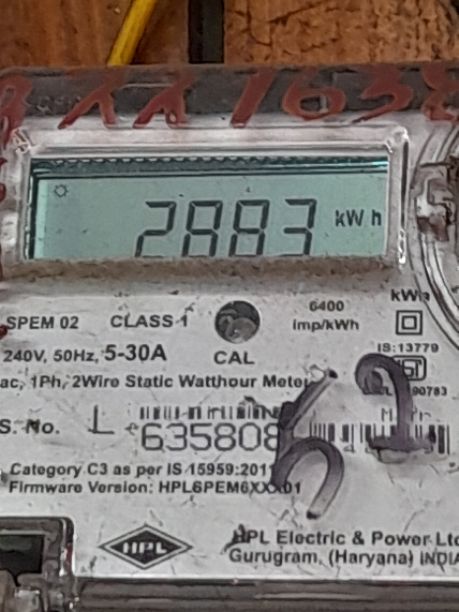 XX1638
2883 kWh
SPEM 02 CLASS-1 6400 imp/kWh
240V, 50Hz, 5-30A CAL IS:13779
ac, 1Ph, 2Wire Static Watthour Meter
S. No. 635808
Category C3 as per IS 15959:2011
Firmware Version: HPL6PEM6XXX01
HPL
HPL Electric & Power Ltd
Gurugram, (Haryana) INDIA